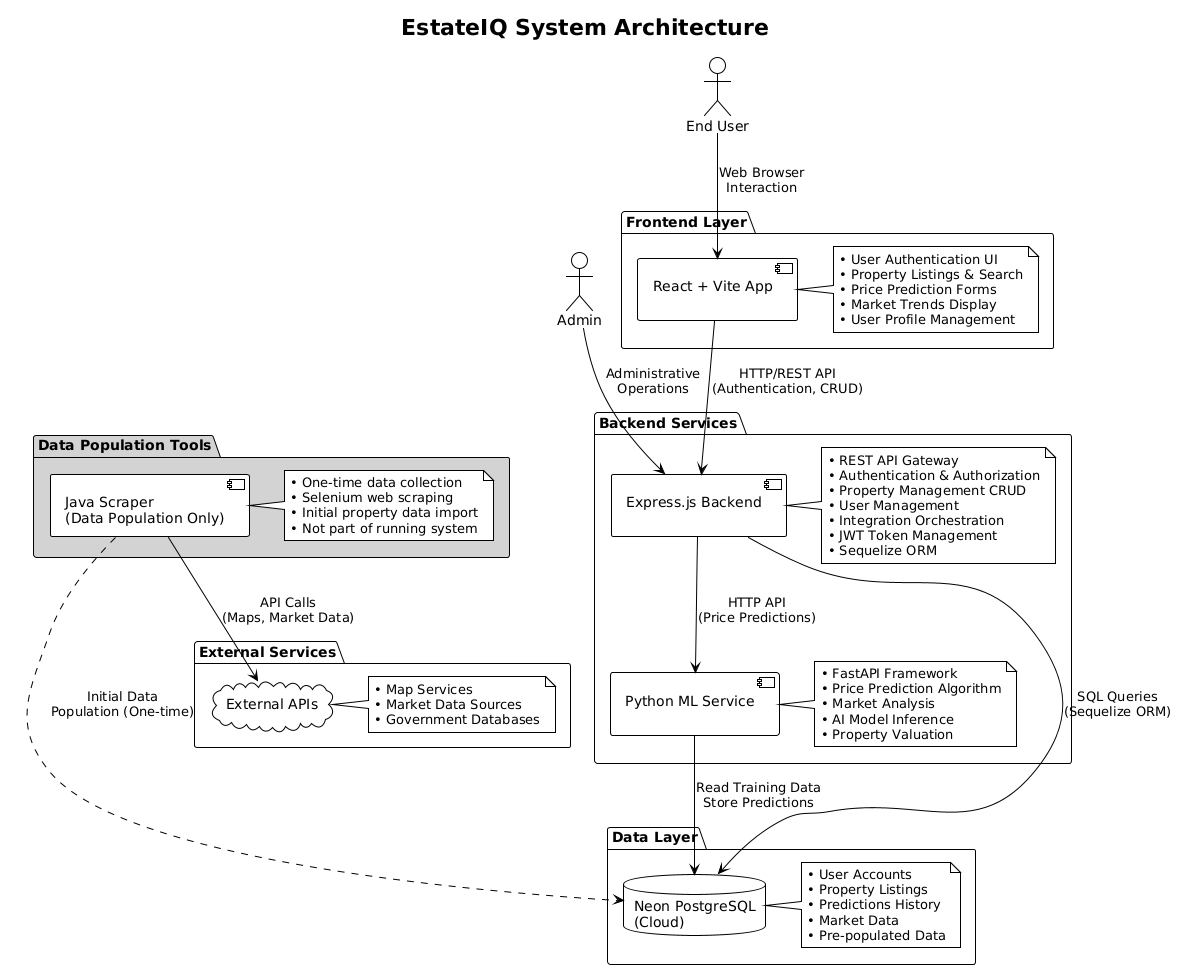 EstateIQ System Architecture
End User
Web Browser
Interaction
Frontend Layer
React + Vite App
• User Authentication UI
• Property Listings & Search
• Price Prediction Forms
• Market Trends Display
• User Profile Management
Admin
Administrative
Operations
HTTP/REST API
(Authentication, CRUD)
Backend Services
Express.js Backend
• REST API Gateway
• Authentication & Authorization
• Property Management CRUD
• User Management
• Integration Orchestration
• JWT Token Management
• Sequelize ORM
Data Population Tools
Java Scraper
(Data Population Only)
• One-time data collection
• Selenium web scraping
• Initial property data import
• Not part of running system
API Calls
(Maps, Market Data)
HTTP API
(Price Predictions)
External Services
External APIs
• Map Services
• Market Data Sources
• Government Databases
Python ML Service
• FastAPI Framework
• Price Prediction Algorithm
• Market Analysis
• AI Model Inference
• Property Valuation
Initial Data
Population (One-time)
SQL Queries
(Sequelize ORM)
Read Training Data
Store Predictions
Data Layer
Neon PostgreSQL
(Cloud)
• User Accounts
• Property Listings
• Predictions History
• Market Data
• Pre-populated Data